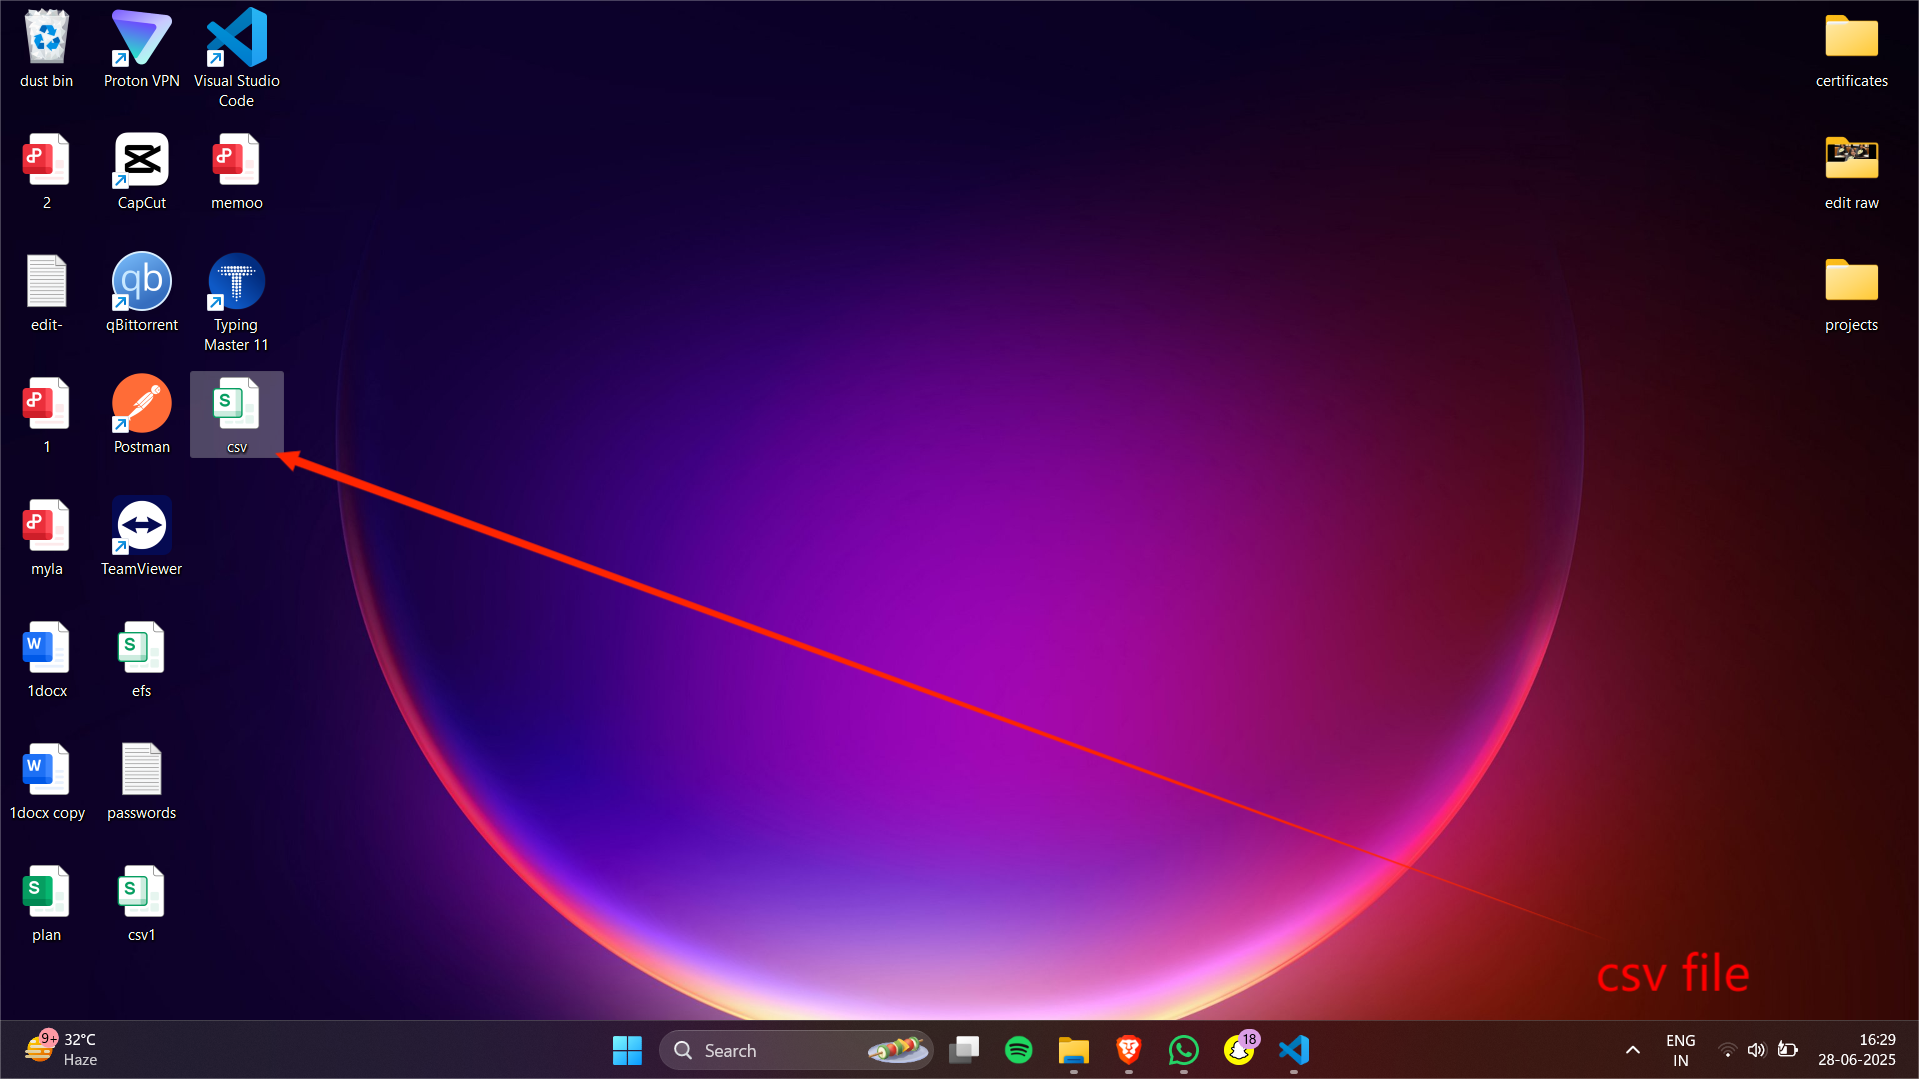 dust bin
Proton VPN
Visual Studio
Code
certificates
2
CapCut
memoo
edit raw
edit-
qb
qBittorrent
T
Typing
Master 11
projects
1
Postman
S
csv
myla
TeamViewer
W
1docx
S
efs
W
1docx copy
passwords
S
plan
S
csv1
csv file
9+
32°C
Haze
Search
18
ENG
IN
16:29
28-06-2025